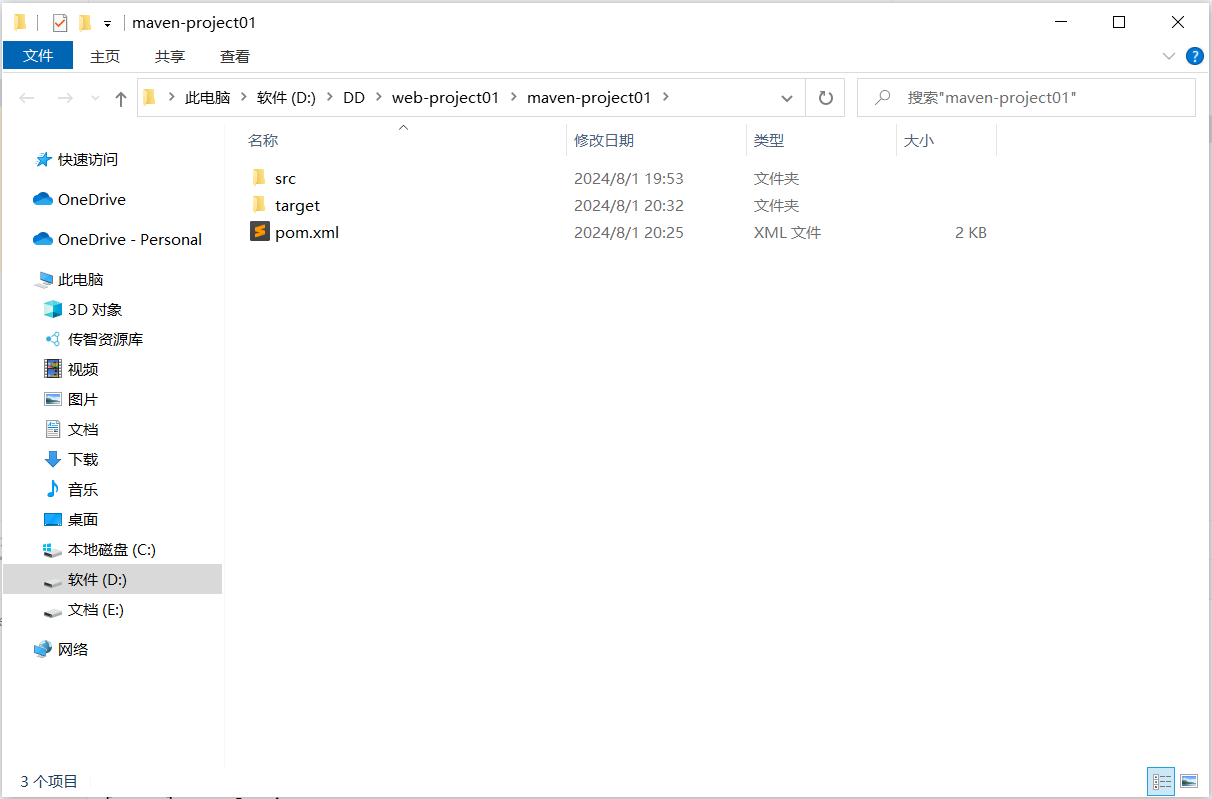 maven-project01
文件 主页 共享 查看
此电脑 软件 (D:) DD web-project01 maven-project01 搜索"maven-project01"
名称 修改日期 类型 大小
src 2024/8/1 19:53 文件夹
target 2024/8/1 20:32 文件夹
pom.xml 2024/8/1 20:25 XML 文件 2 KB
快速访问
OneDrive
OneDrive - Personal
此电脑
3D 对象
传智资源库
视频
图片
文档
下载
音乐
桌面
本地磁盘 (C:)
软件 (D:)
文档 (E:)
网络
3 个项目